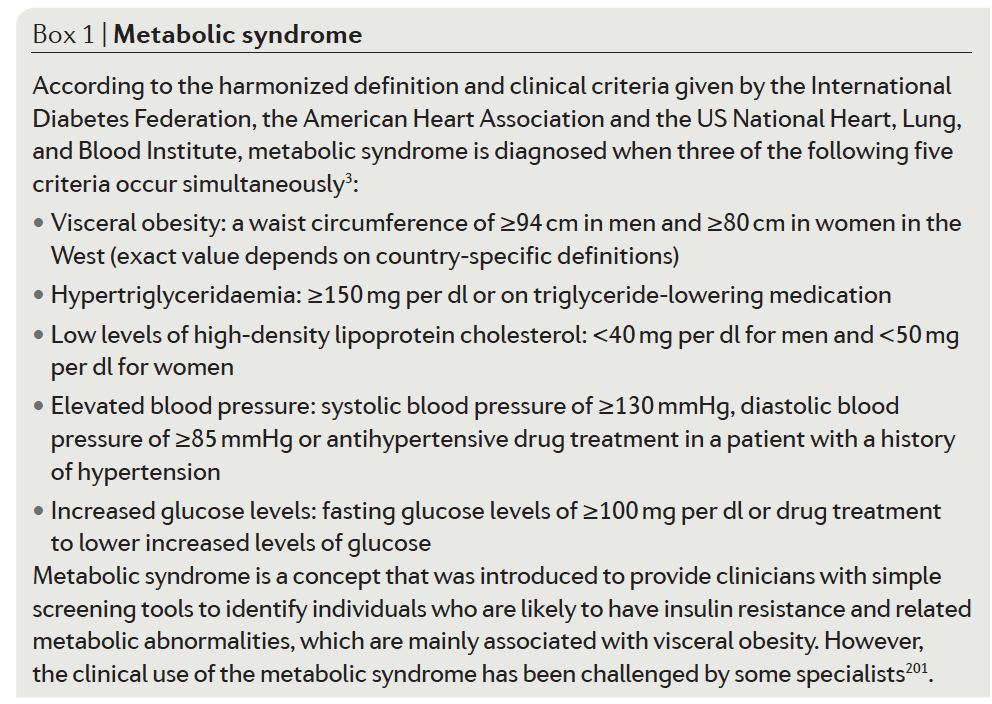 Box 1 | Metabolic syndrome
According to the harmonized definition and clinical criteria given by the International
Diabetes Federation, the American Heart Association and the US National Heart, Lung,
and Blood Institute, metabolic syndrome is diagnosed when three of the following five
criteria occur simultaneously³:
• Visceral obesity: a waist circumference of ≥94 cm in men and ≥80 cm in women in the
West (exact value depends on country-specific definitions)
• Hypertriglyceridaemia: ≥150 mg per dl or on triglyceride-lowering medication
• Low levels of high-density lipoprotein cholesterol: <40 mg per dl for men and <50 mg
per dl for women
• Elevated blood pressure: systolic blood pressure of ≥130 mmHg, diastolic blood
pressure of ≥85 mmHg or antihypertensive drug treatment in a patient with a history
of hypertension
• Increased glucose levels: fasting glucose levels of ≥100 mg per dl or drug treatment
to lower increased levels of glucose
Metabolic syndrome is a concept that was introduced to provide clinicians with simple
screening tools to identify individuals who are likely to have insulin resistance and related
metabolic abnormalities, which are mainly associated with visceral obesity. However,
the clinical use of the metabolic syndrome has been challenged by some specialists²⁰¹.